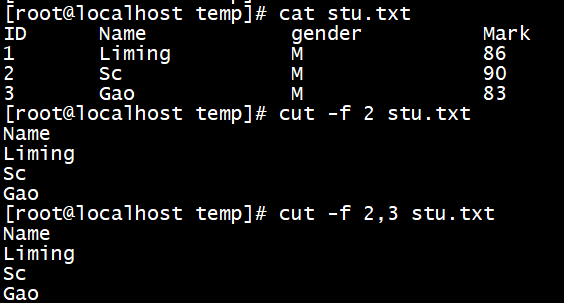 [root@localhost temp]# cat stu.txt
ID Name gender Mark
1 Liming M 86
2 Sc M 90
3 Gao M 83
[root@localhost temp]# cut -f 2 stu.txt
Name
Liming
Sc
Gao
[root@localhost temp]# cut -f 2,3 stu.txt
Name
Liming
Sc
Gao